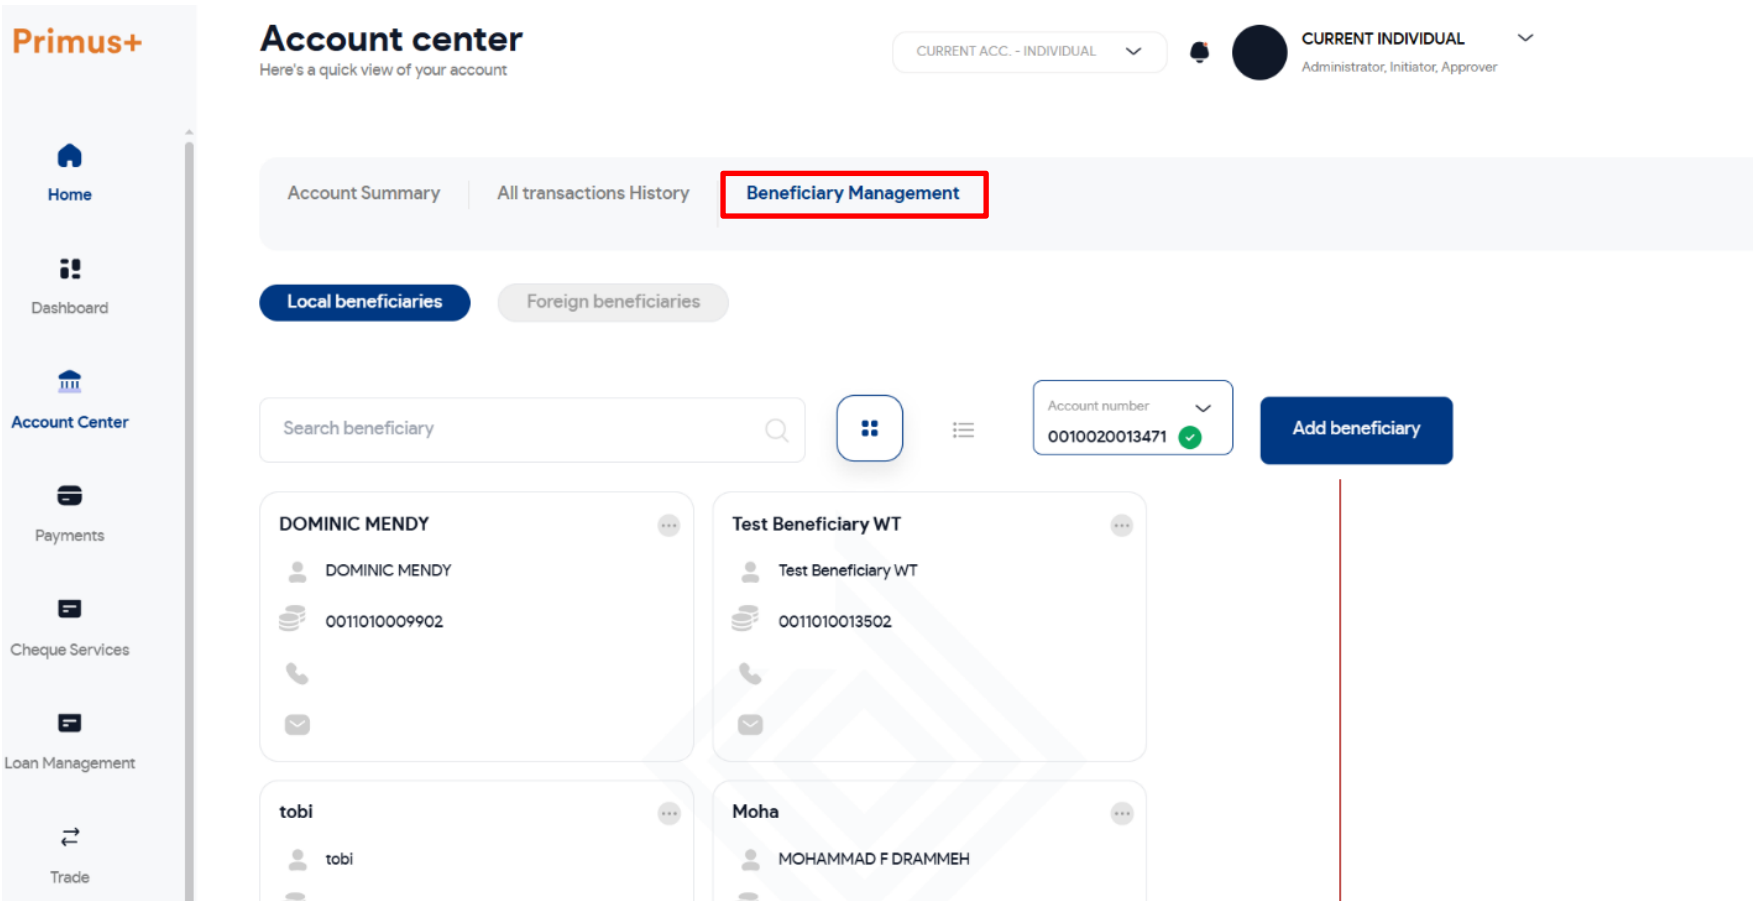 Primus+
Account center
Here's a quick view of your account
CURRENT ACC. - INDIVIDUAL
CURRENT INDIVIDUAL
Administrator, Initiator, Approver
Home
Dashboard
Account Center
Payments
Cheque Services
Loan Management
Trade
Account Summary
All transactions History
Beneficiary Management
Local beneficiaries
Foreign beneficiaries
Search beneficiary
Account number
0010020013471
Add beneficiary
DOMINIC MENDY
DOMINIC MENDY
0011010009902
Test Beneficiary WT
Test Beneficiary WT
0011010013502
tobi
tobi
Moha
MOHAMMAD F DRAMMEH